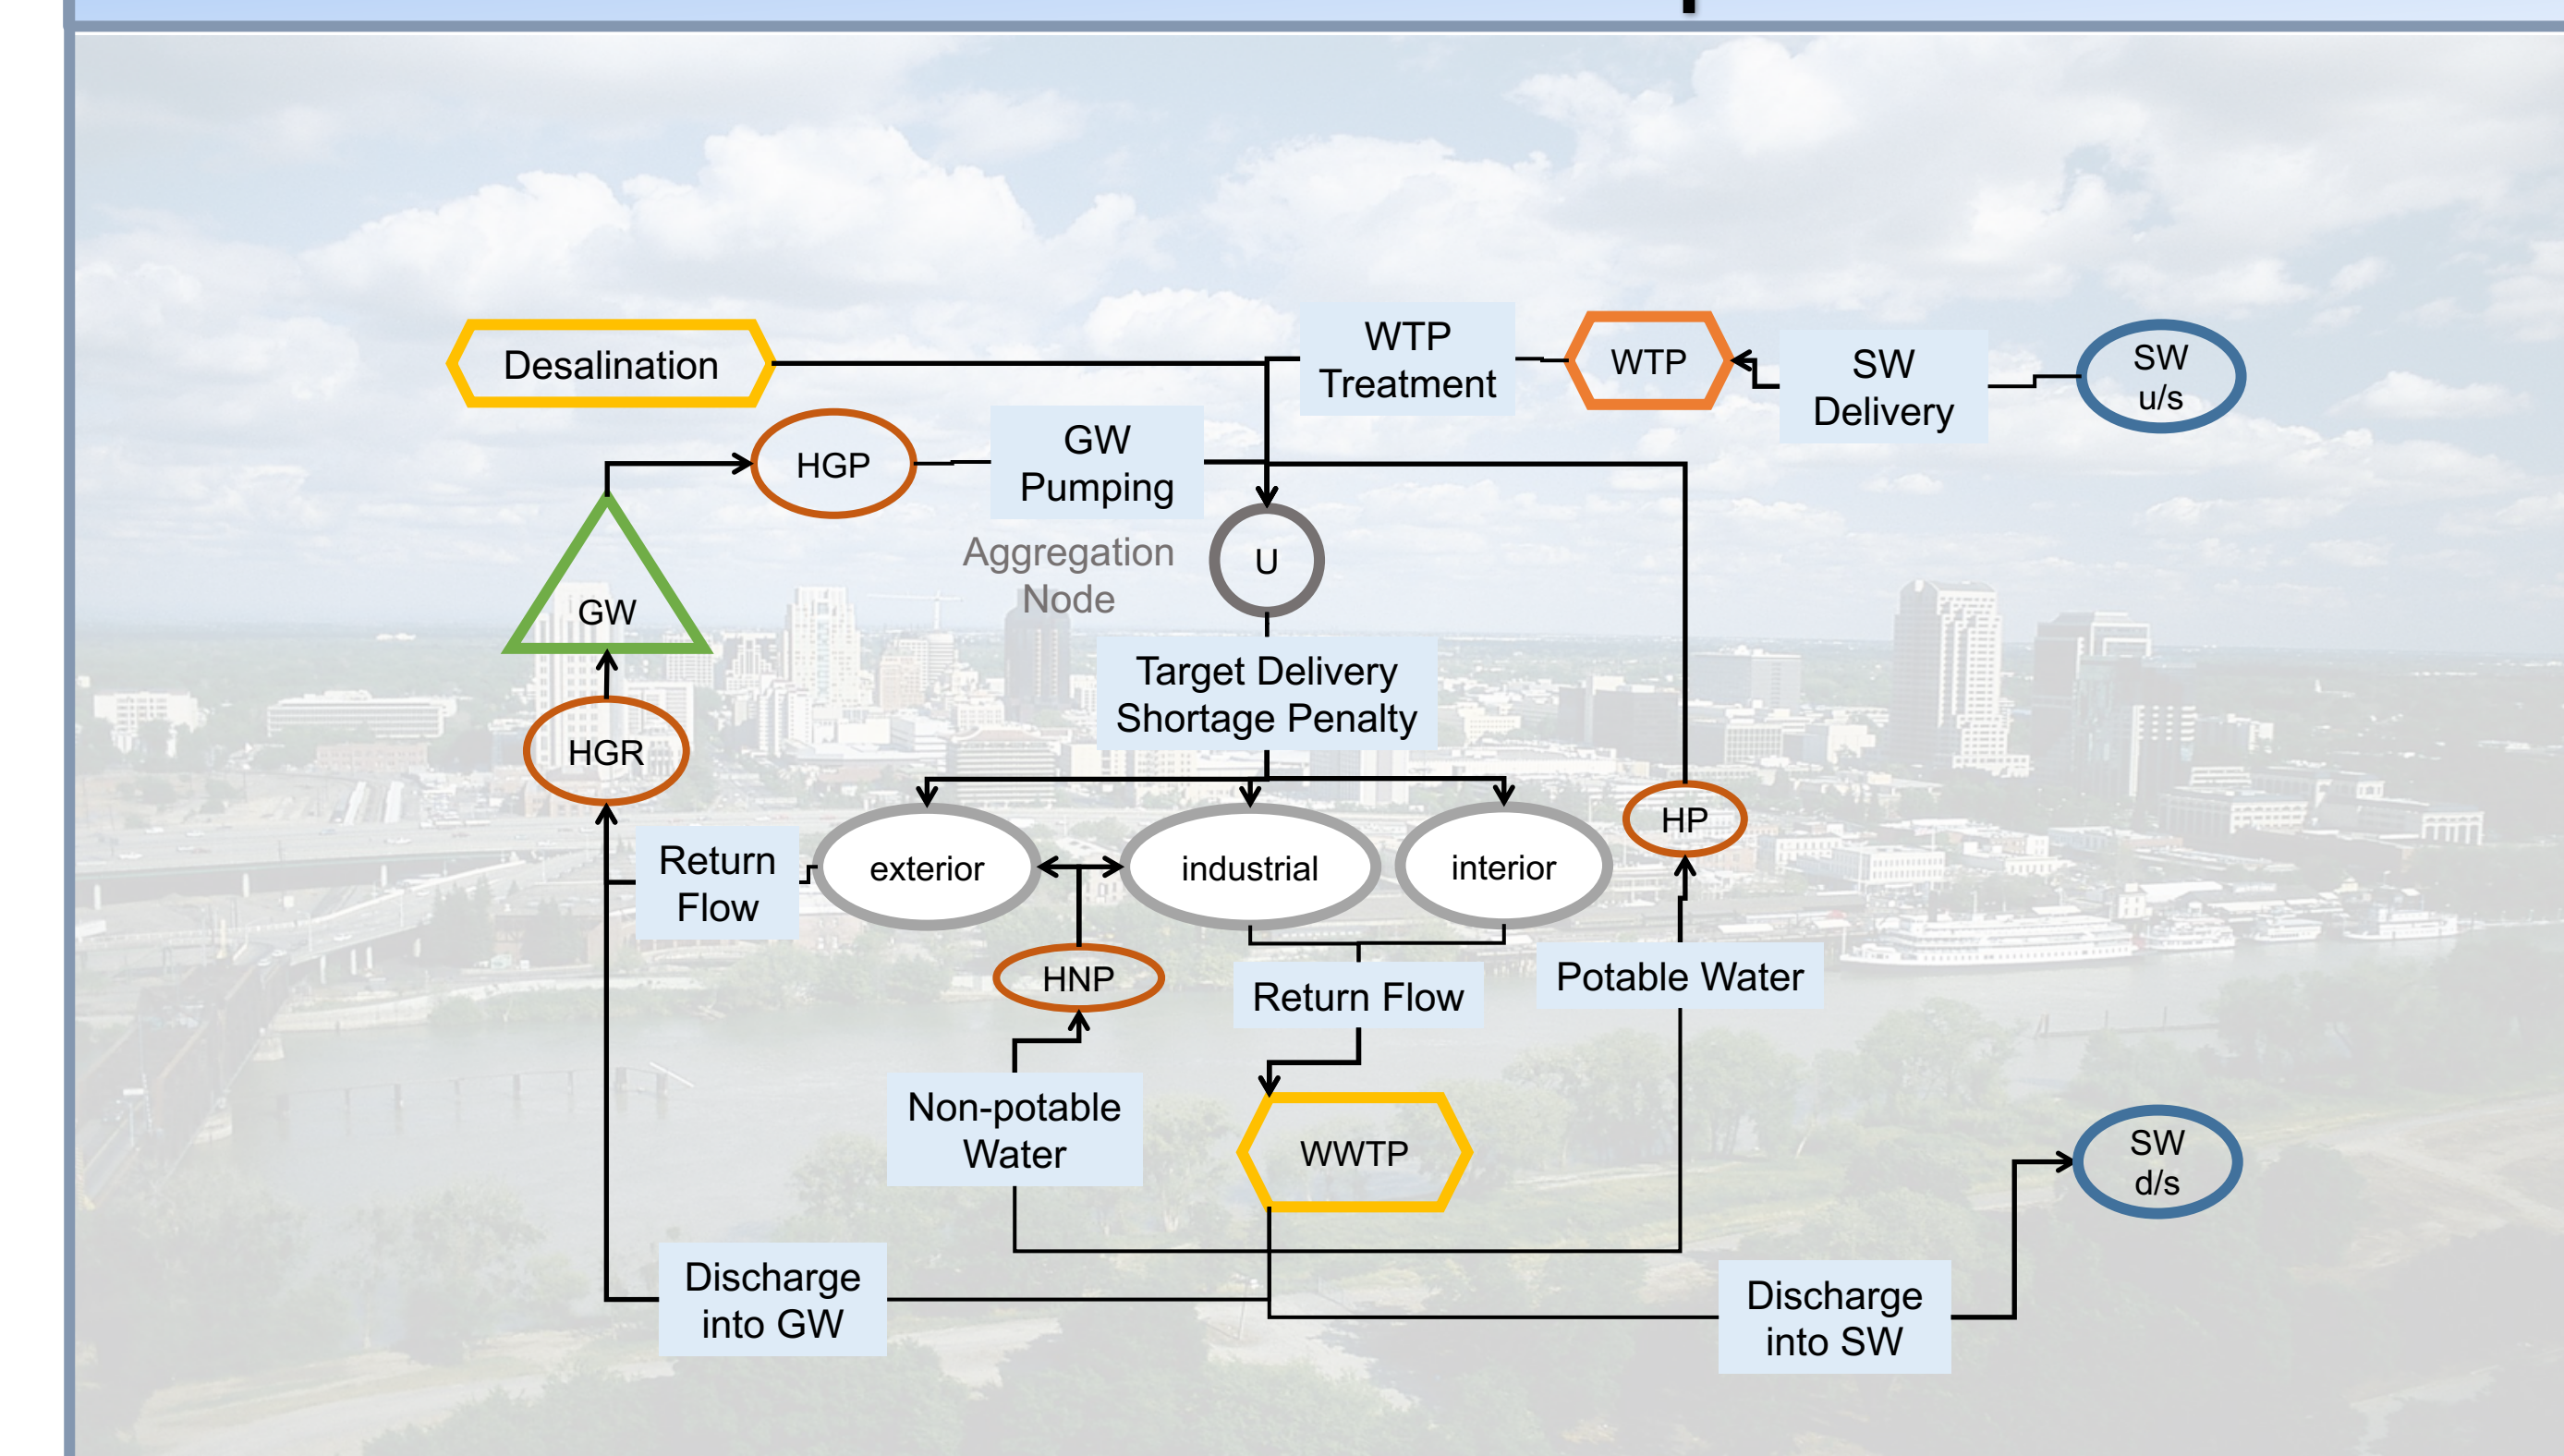 Desalination
WTP
Treatment
WTP
SW
Delivery
SW
u/s
HGP
GW
Pumping
Aggregation
Node
U
GW
Target Delivery
Shortage Penalty
HGR
HP
Return
Flow
exterior
industrial
interior
HNP
Return Flow
Potable Water
Non-potable
Water
WWTP
SW
d/s
Discharge
into GW
Discharge
into SW